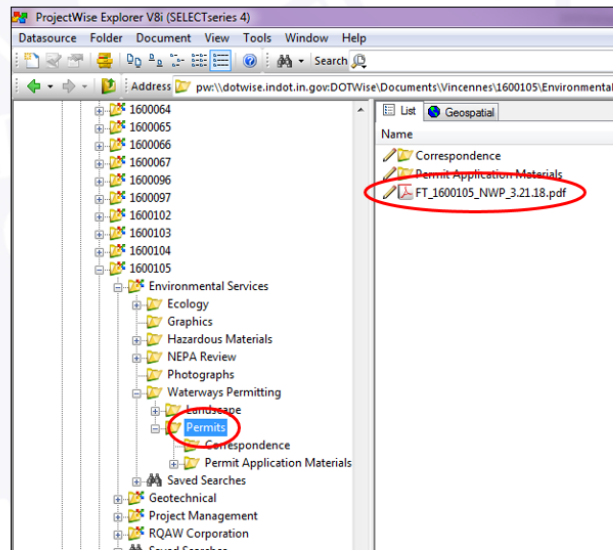 ProjectWise Explorer V8i (SELECTseries 4)
Datasource Folder Document View Tools Window Help
Search
Address pw:\\dotwise.indot.in.gov:DOTWise\Documents\Vincennes\1600105\Environmental
1600064
1600065
1600066
1600067
1600096
1600097
1600102
1600103
1600104
1600105
Environmental Services
Ecology
Graphics
Hazardous Materials
NEPA Review
Photographs
Waterways Permitting
Landscape
Permits
Correspondence
Permit Application Materials
Saved Searches
Geotechnical
Project Management
RQAW Corporation
Saved Searches
List Geospatial
Name
Correspondence
Permit Application Materials
FT_1600105_NWP_3.21.18.pdf